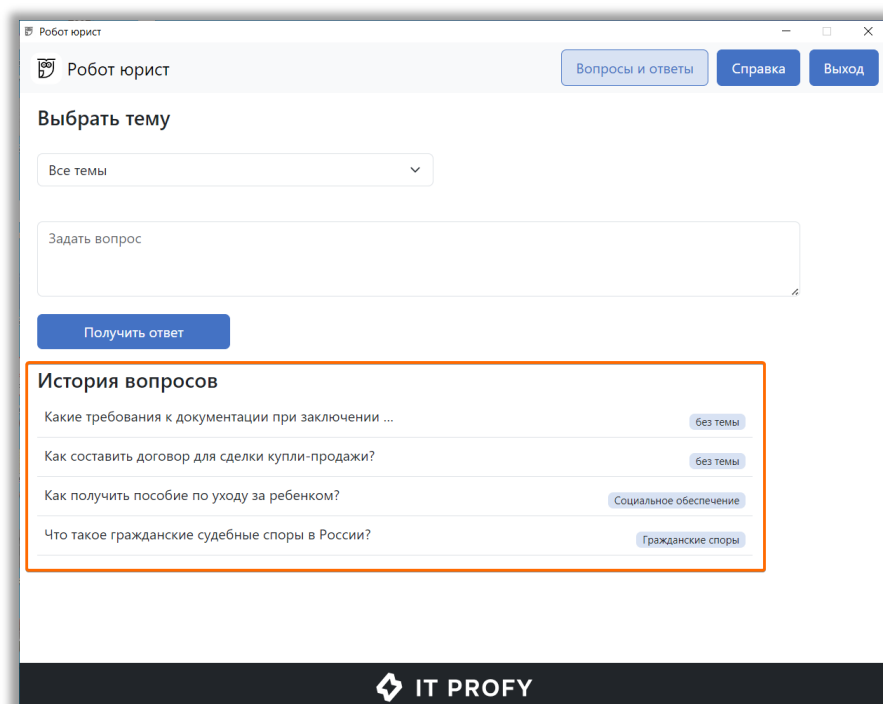 Робот юрист
Робот юрист
Вопросы и ответы
Справка
Выход
Выбрать тему
Все темы
Задать вопрос
Получить ответ
История вопросов
Какие требования к документации при заключении ...
без темы
Как составить договор для сделки купли-продажи?
без темы
Как получить пособие по уходу за ребенком?
Социальное обеспечение
Что такое гражданские судебные споры в России?
Гражданские споры
IT PROFY